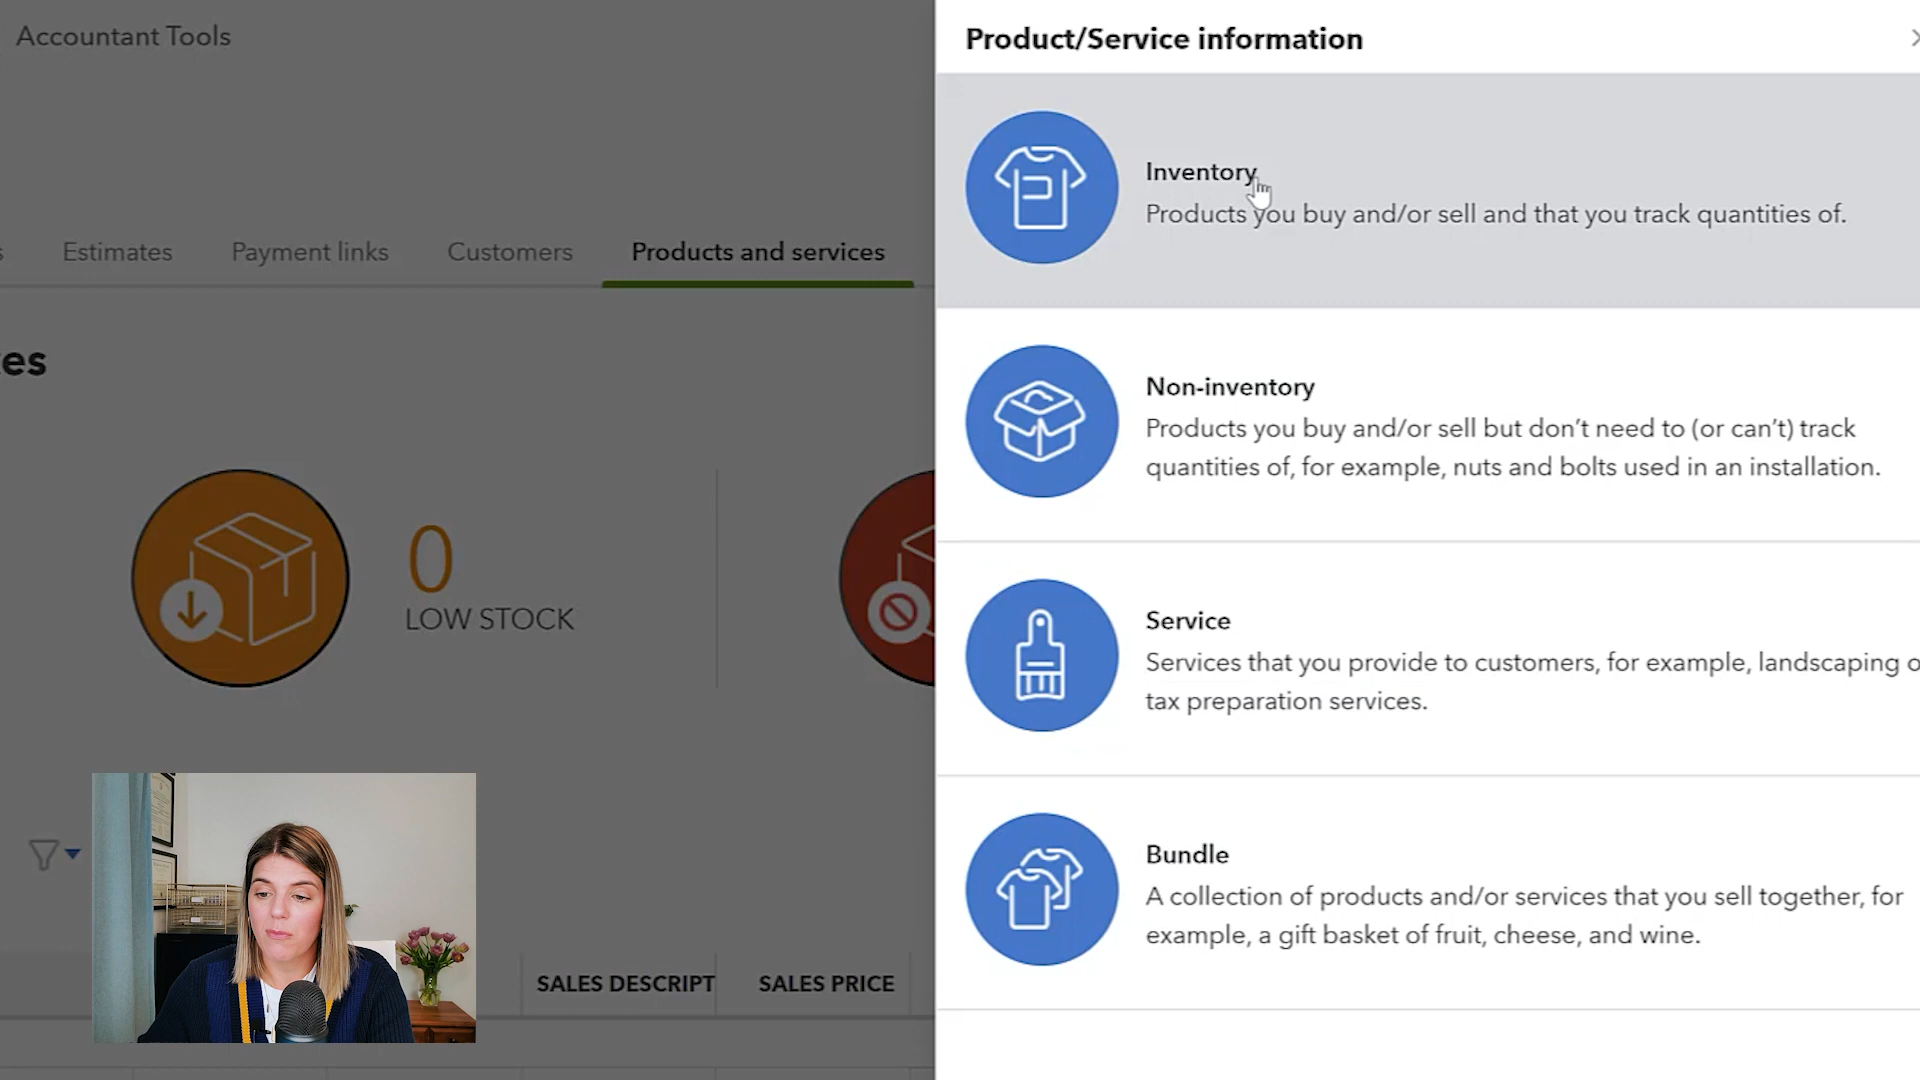 Accountant Tools
Estimates
Payment links
Customers
Products and services
es
0
LOW STOCK
SALES DESCRIPT
SALES PRICE
Product/Service information
Inventory
Products you buy and/or sell and that you track quantities of.
Non-inventory
Products you buy and/or sell but don't need to (or can't) track
quantities of, for example, nuts and bolts used in an installation.
Service
Services that you provide to customers, for example, landscaping o
tax preparation services.
Bundle
A collection of products and/or services that you sell together, for
example, a gift basket of fruit, cheese, and wine.